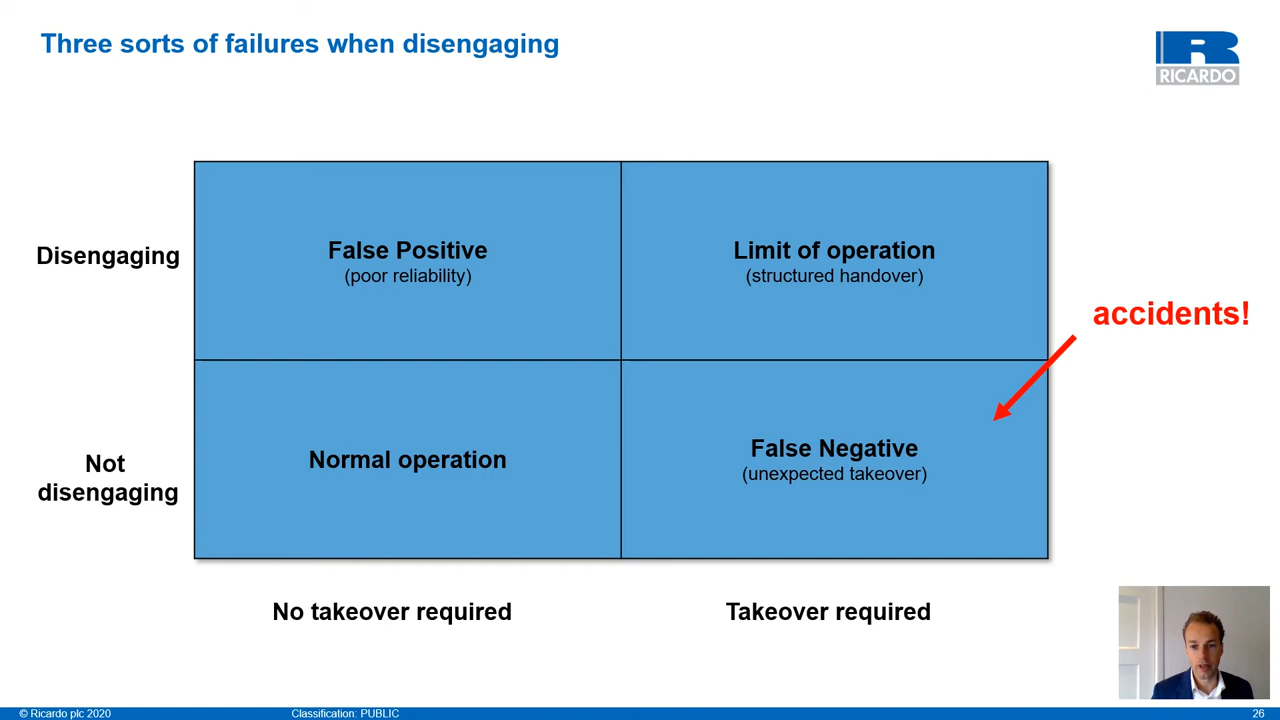 Three sorts of failures when disengaging
RICARDO
Disengaging
False Positive
(poor reliability)
Limit of operation
(structured handover)
accidents!
Not
disengaging
Normal operation
False Negative
(unexpected takeover)
No takeover required
Takeover required
© Ricardo plc 2020
Classification: PUBLIC
26